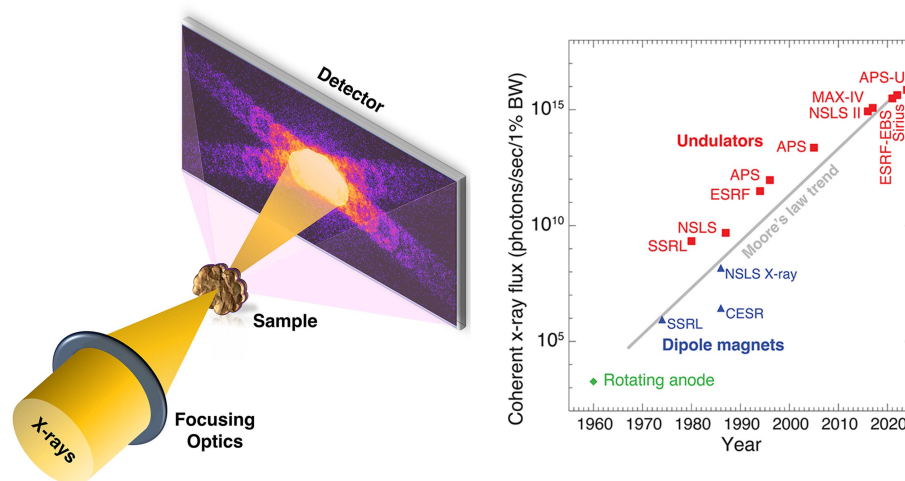 Detector
Sample
Focusing
Optics
X-rays
Coherent x-ray flux (photons/sec/1% BW)
10^15
10^10
10^5
APS-U
MAX-IV
NSLS II
ESRF-EBS
Sirius
Undulators
APS
APS
ESRF
NSLS
SSRL
Moore's law trend
NSLS X-ray
CESR
SSRL
Dipole magnets
Rotating anode
1960 1970 1980 1990 2000 2010 2020
Year